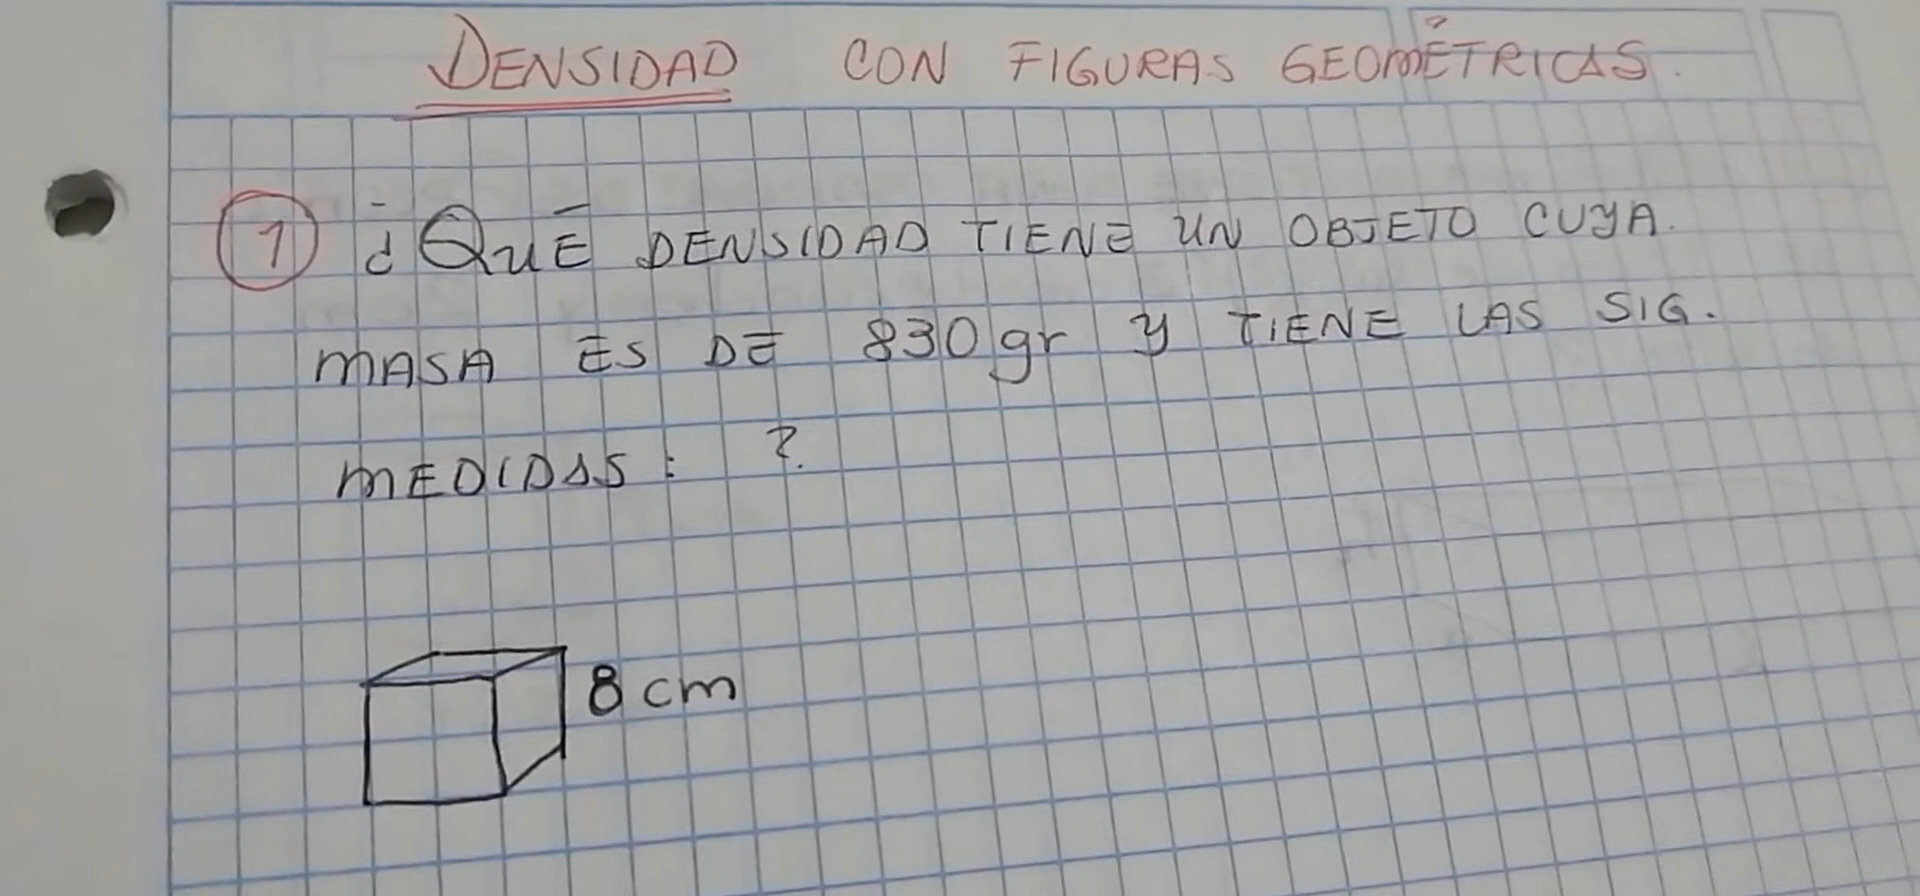 DENSIDAD CON FIGURAS GEOMÉTRICAS.
1 ¿QUÉ DENSIDAD TIENE UN OBJETO CUYA
MASA ES DE 830 gr Y TIENE LAS SIG.
MEDIDAS: ?
8 cm